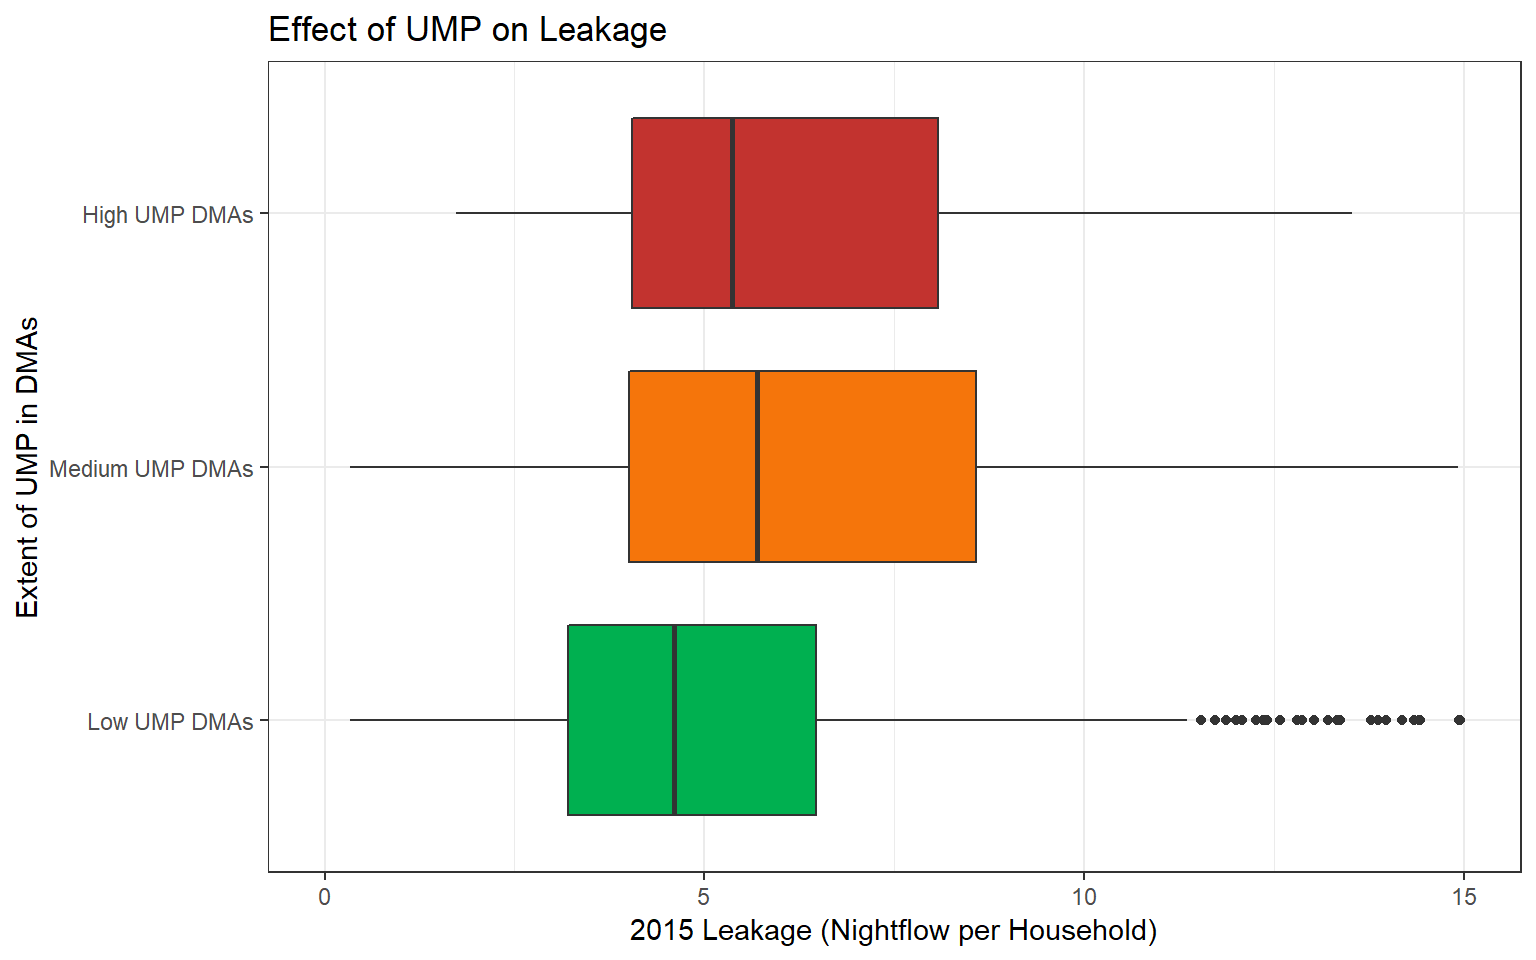 Effect of UMP on Leakage
Extent of UMP in DMAs
High UMP DMAs
Medium UMP DMAs
Low UMP DMAs
0 5 10 15
2015 Leakage (Nightflow per Household)